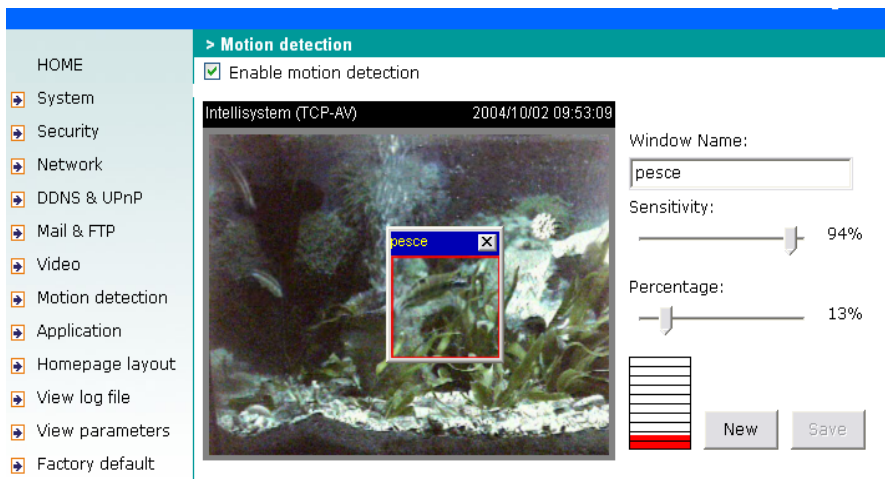 > Motion detection
HOME
Enable motion detection
System
Security
Network
DDNS & UPnP
Mail & FTP
Video
Motion detection
Application
Homepage layout
View log file
View parameters
Factory default
Intellisystem (TCP-AV) 2004/10/02 09:53:09
pesce
Window Name:
pesce
Sensitivity:
94%
Percentage:
13%
New
Save